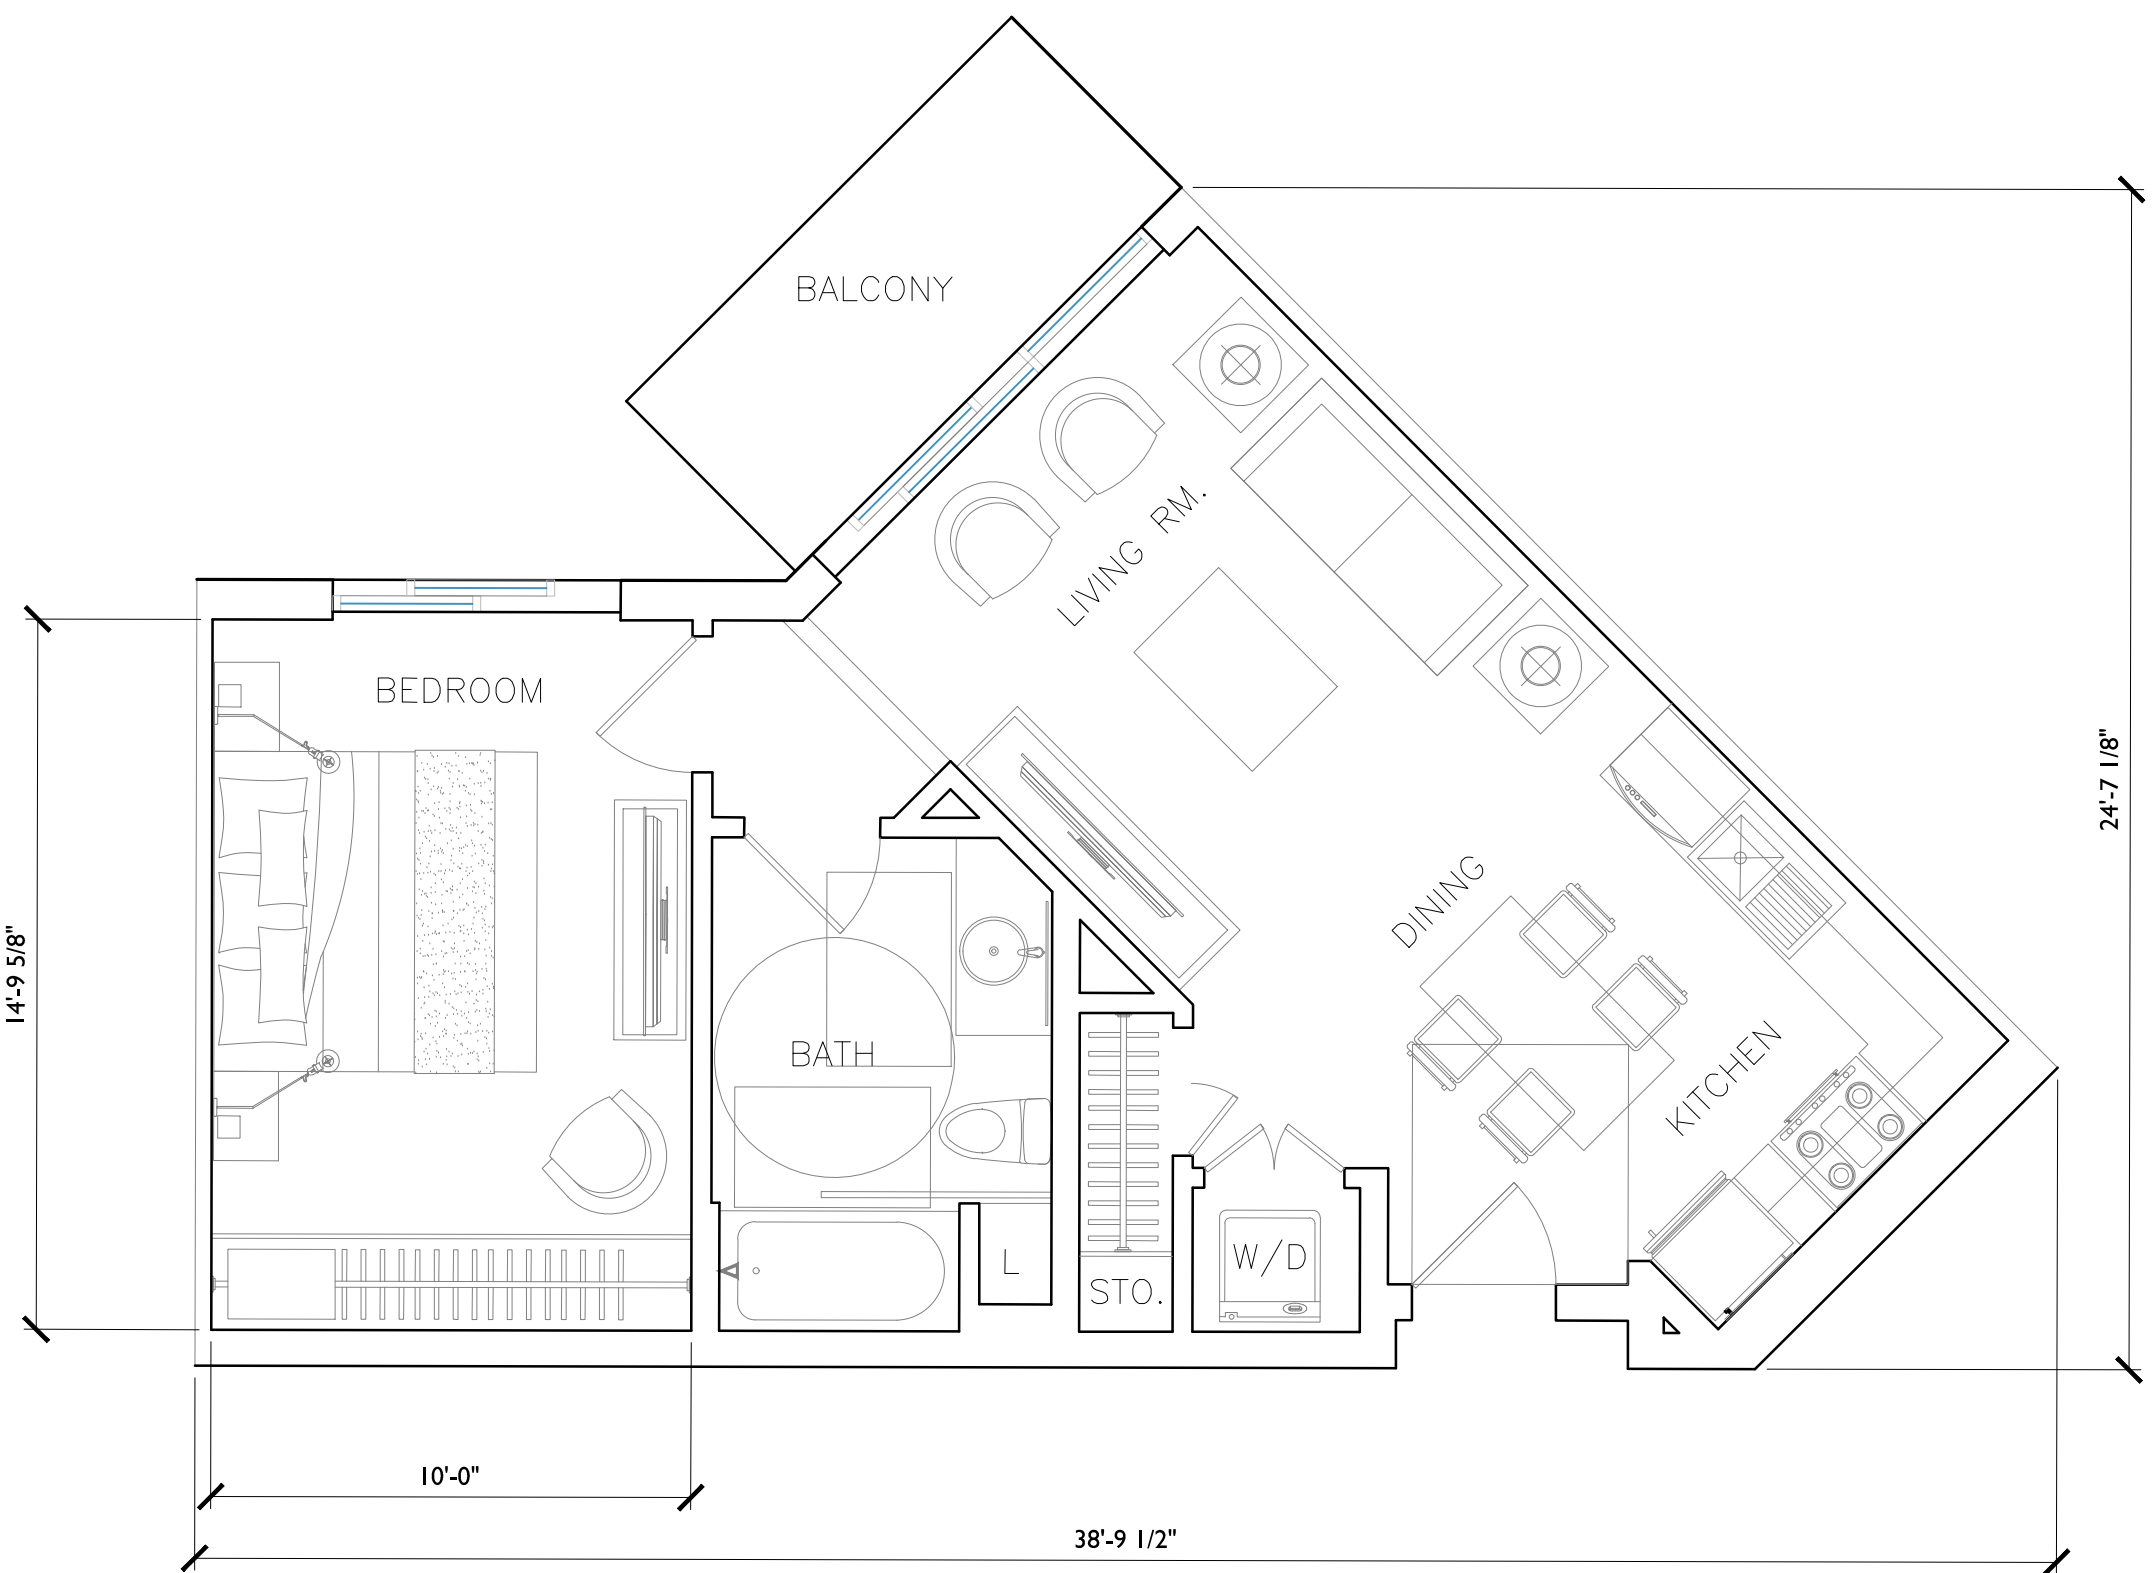 BALCONY
LIVING RM.
BEDROOM
24'-7 1/8"
DINING
14'-9 5/8"
BATH
KITCHEN
L
W/D
STO.
10'-0"
38'-9 1/2"